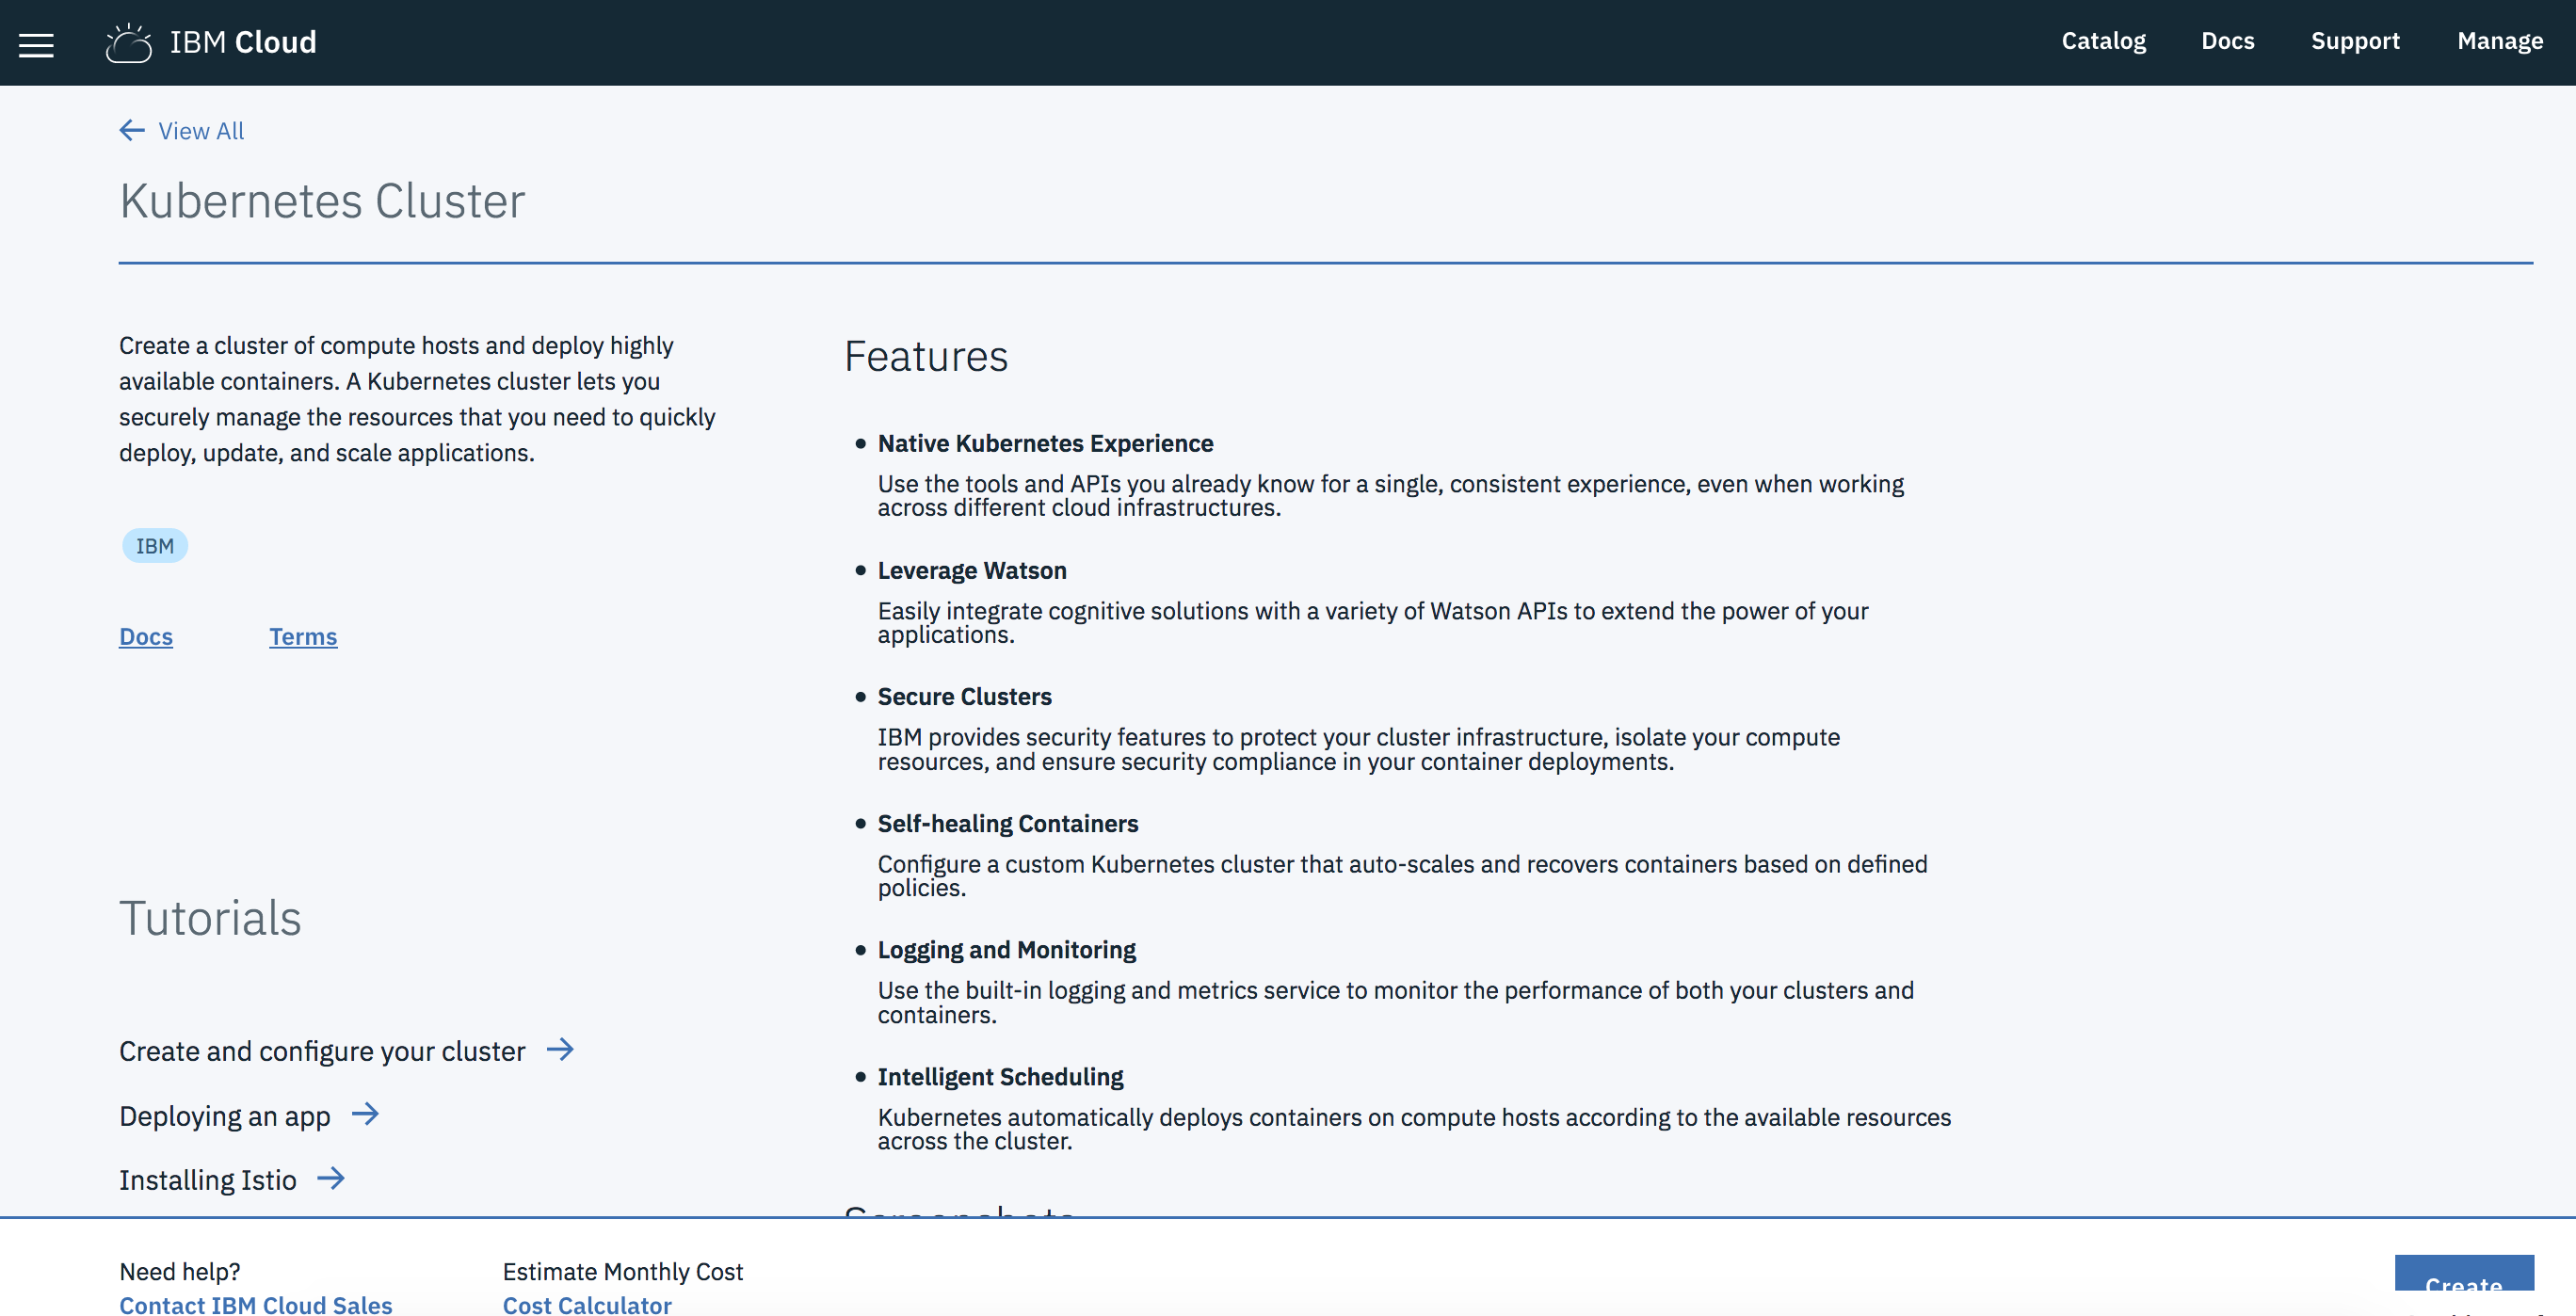 IBM Cloud
Catalog Docs Support Manage
View All
Kubernetes Cluster
Create a cluster of compute hosts and deploy highly
available containers. A Kubernetes cluster lets you
securely manage the resources that you need to quickly
deploy, update, and scale applications.
IBM
Docs Terms
Tutorials
Create and configure your cluster
Deploying an app
Installing Istio
Features
Native Kubernetes Experience
Use the tools and APIs you already know for a single, consistent experience, even when working
across different cloud infrastructures.
Leverage Watson
Easily integrate cognitive solutions with a variety of Watson APIs to extend the power of your
applications.
Secure Clusters
IBM provides security features to protect your cluster infrastructure, isolate your compute
resources, and ensure security compliance in your container deployments.
Self-healing Containers
Configure a custom Kubernetes cluster that auto-scales and recovers containers based on defined
policies.
Logging and Monitoring
Use the built-in logging and metrics service to monitor the performance of both your clusters and
containers.
Intelligent Scheduling
Kubernetes automatically deploys containers on compute hosts according to the available resources
across the cluster.
Screenshots
Need help?
Contact IBM Cloud Sales
Estimate Monthly Cost
Cost Calculator
Create